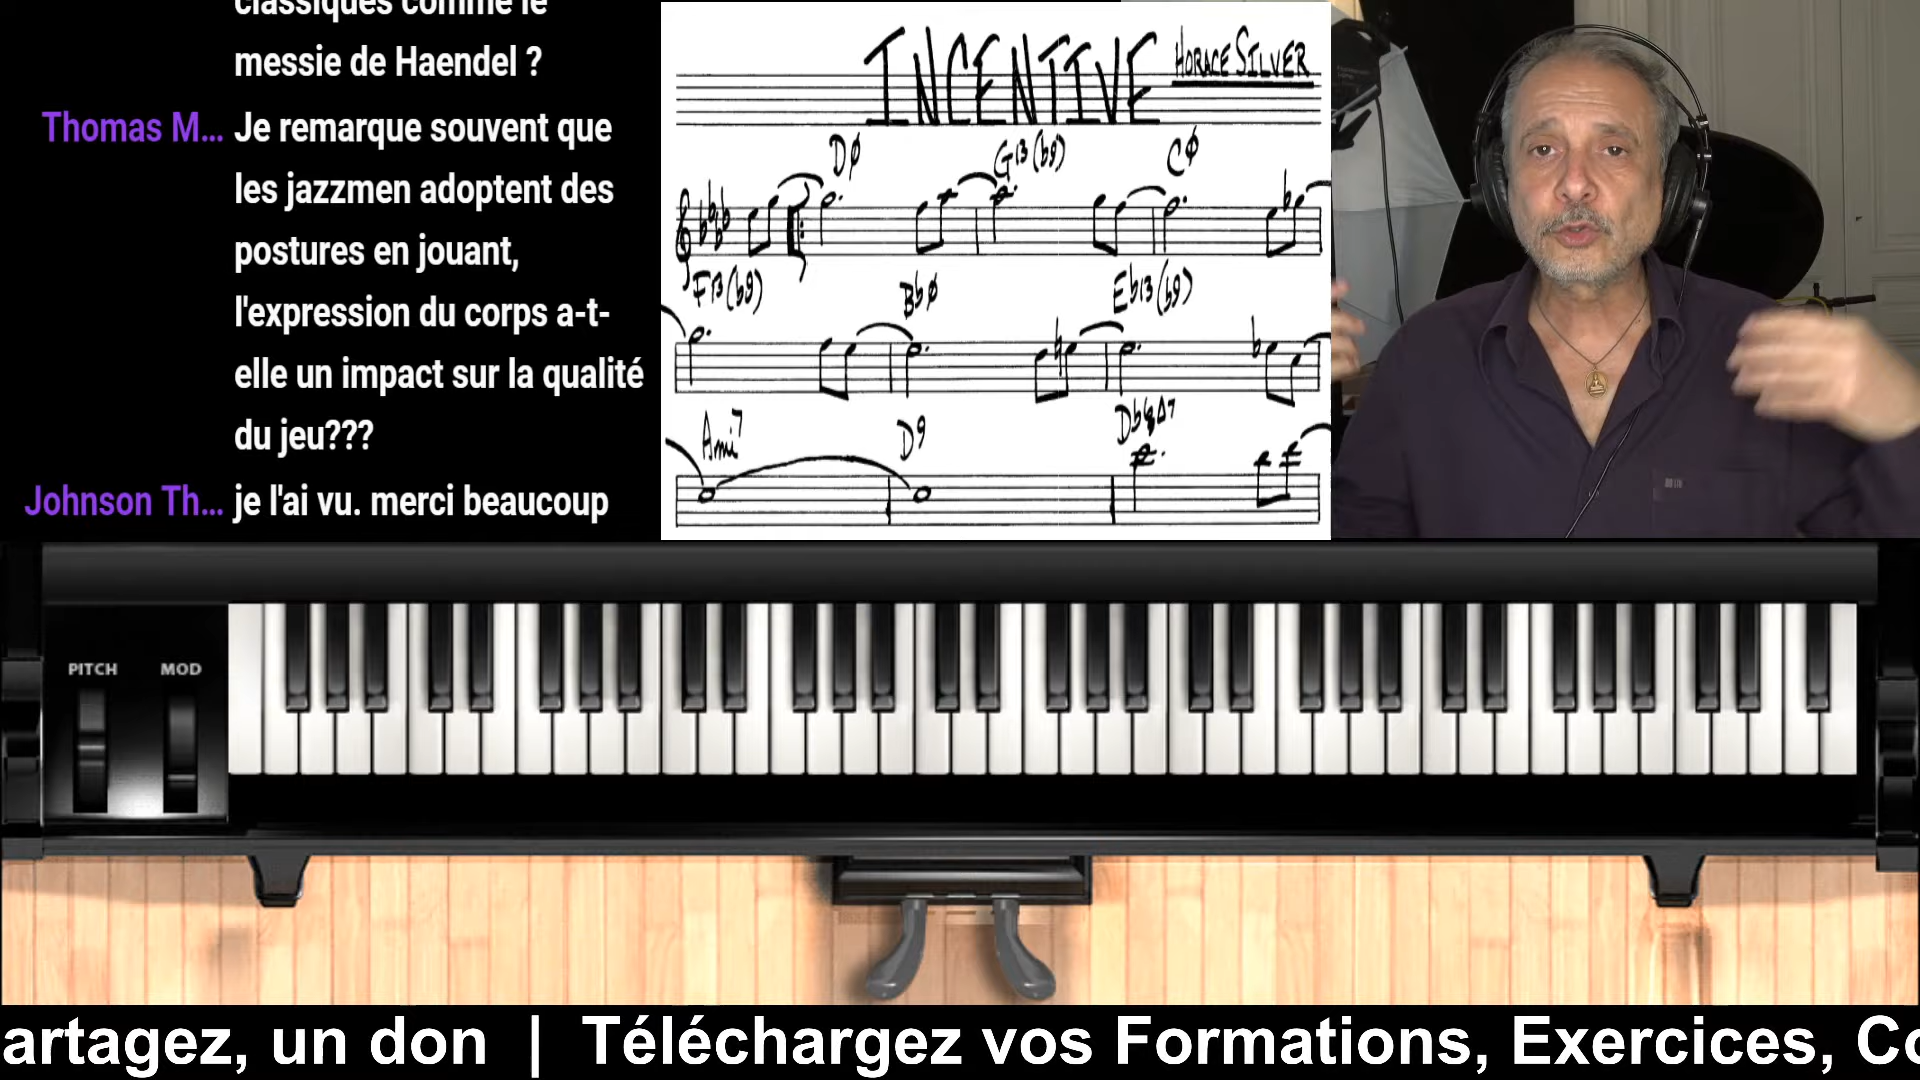 classiques comme le
messie de Haendel ?
Thomas M... Je remarque souvent que
les jazzmen adoptent des
postures en jouant,
l'expression du corps a-t-
elle un impact sur la qualité
du jeu???
Johnson Th... je l'ai vu. merci beaucoup
INCENTIVE
HORACE SILVER
Dø G13(b9) Cø
F13(b9) Bbø Eb13(b9)
Ami7 D9
PITCH MOD
artagez, un don | Téléchargez vos Formations, Exercices, Co